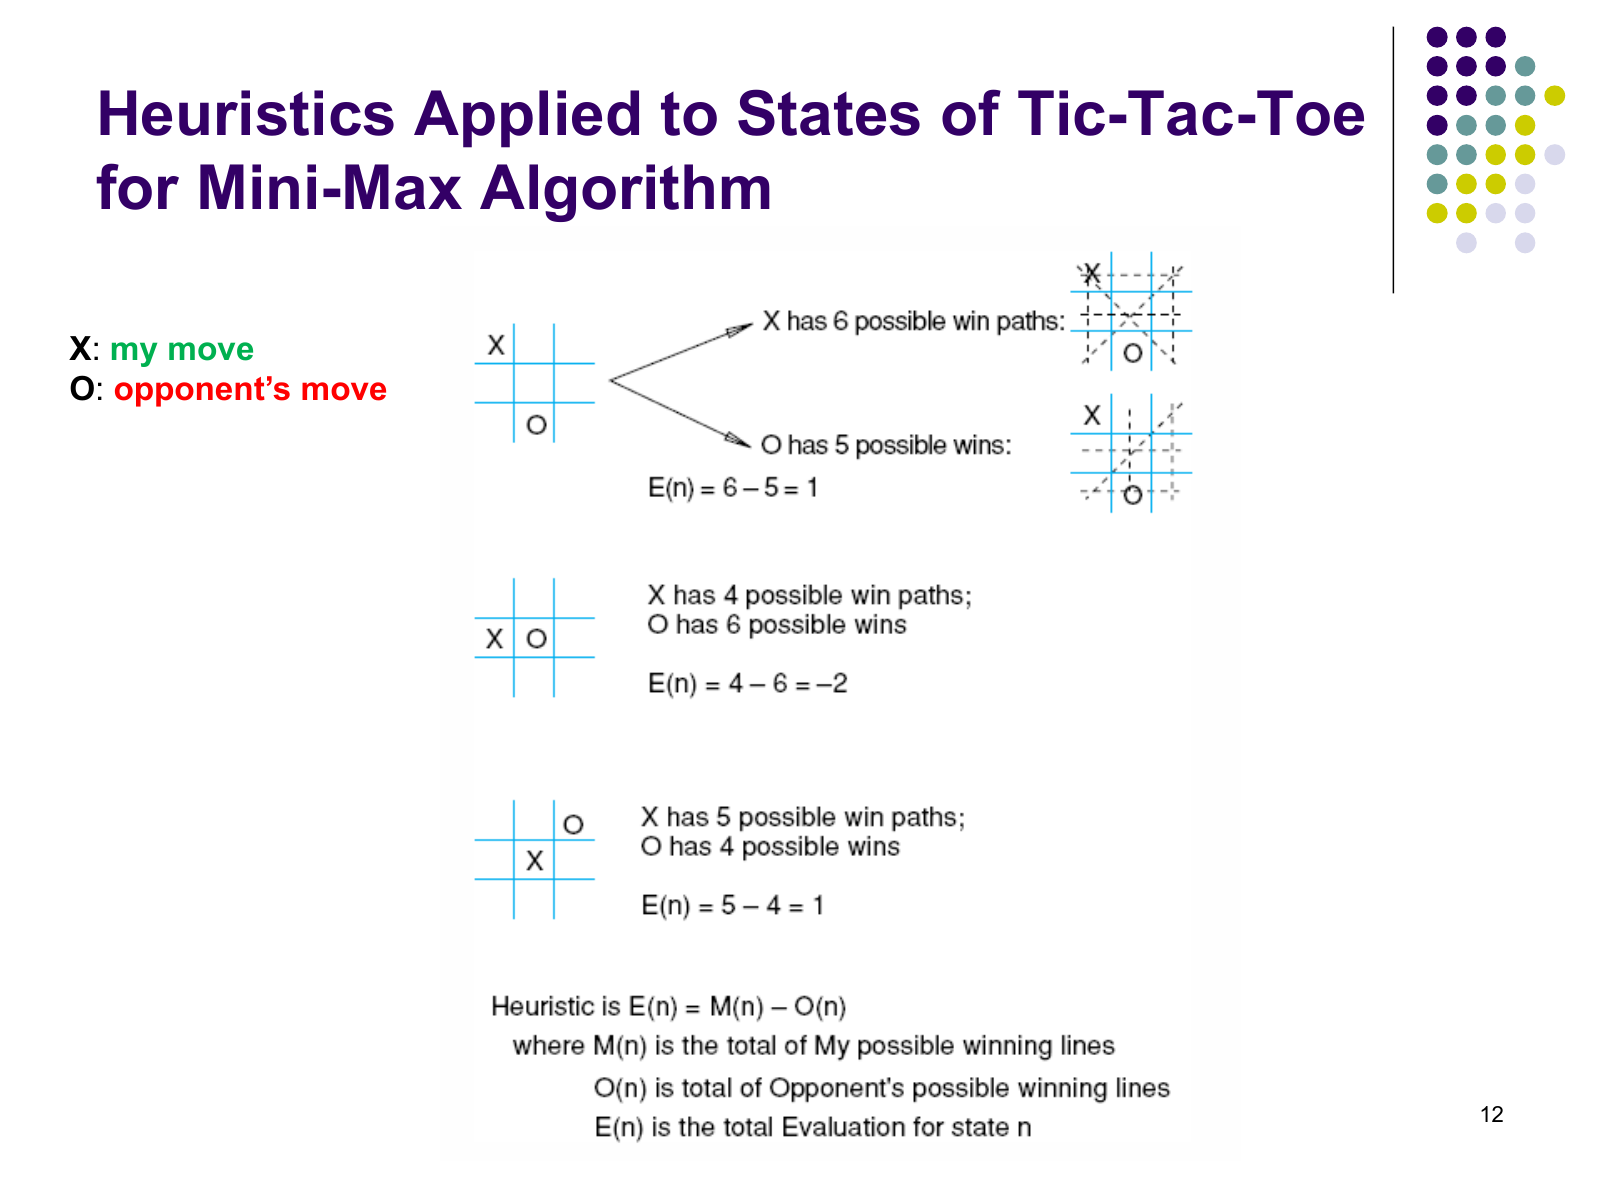 Heuristics Applied to States of Tic-Tac-Toe
for Mini-Max Algorithm
X: my move
O: opponent's move
X
O
X has 6 possible win paths:
X
O
O has 5 possible wins:
X
O
E(n) = 6 – 5 = 1
X O
X has 4 possible win paths;
O has 6 possible wins
E(n) = 4 – 6 = –2
O
X
X has 5 possible win paths;
O has 4 possible wins
E(n) = 5 – 4 = 1
Heuristic is E(n) = M(n) – O(n)
where M(n) is the total of My possible winning lines
O(n) is total of Opponent's possible winning lines
E(n) is the total Evaluation for state n
12